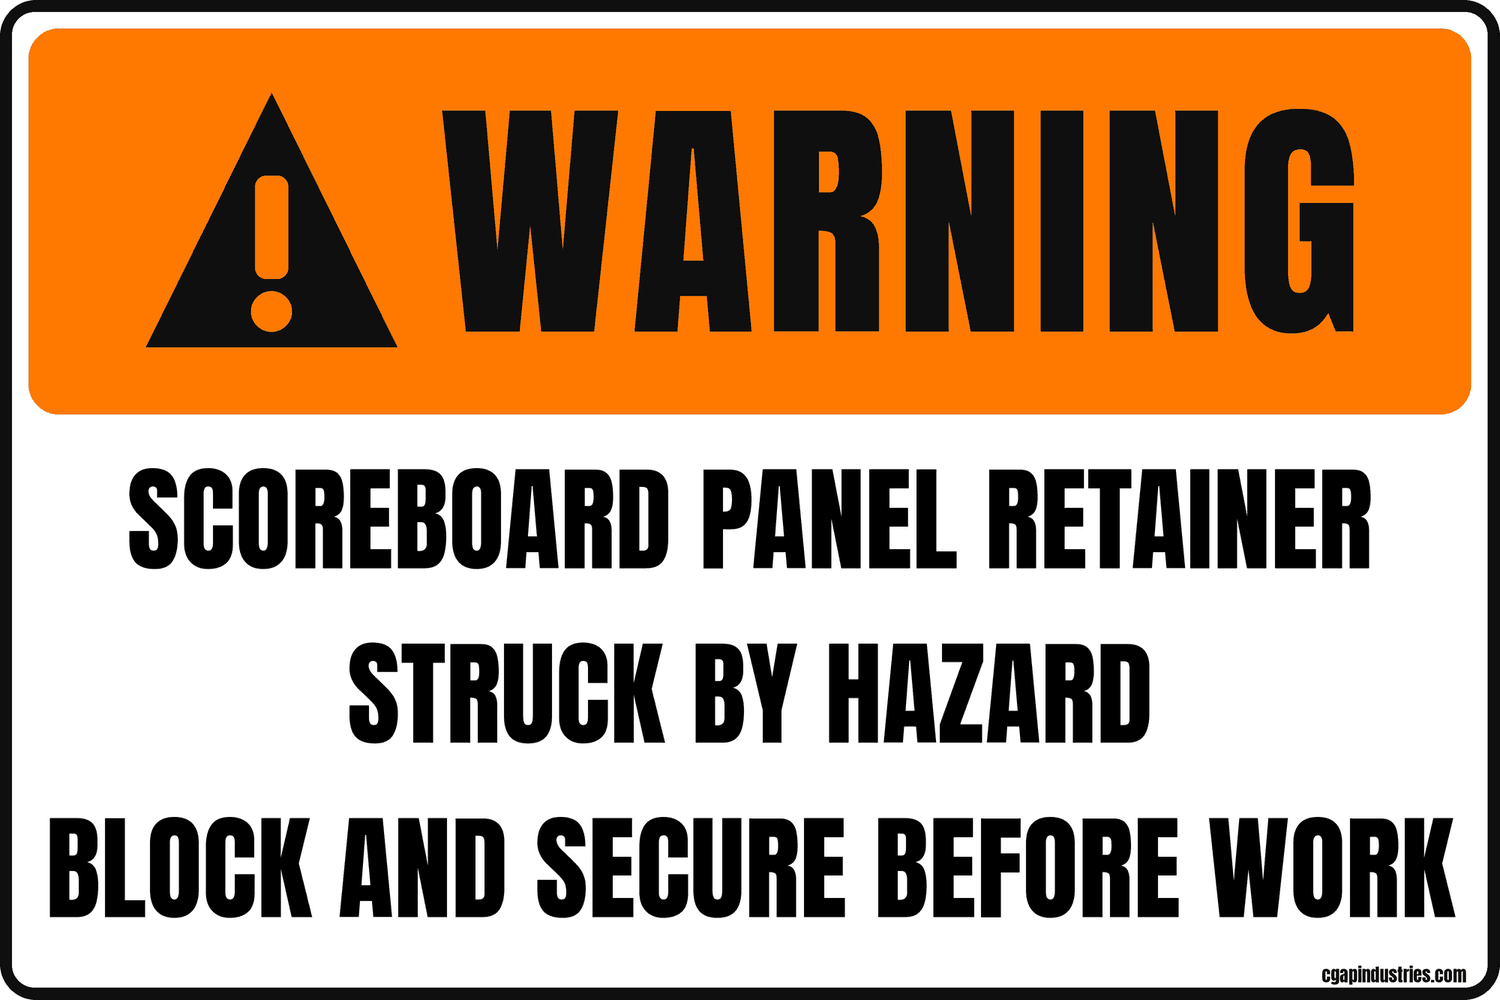 WARNING
SCOREBOARD PANEL RETAINER
STRUCK BY HAZARD
BLOCK AND SECURE BEFORE WORK
cgapindustries.com